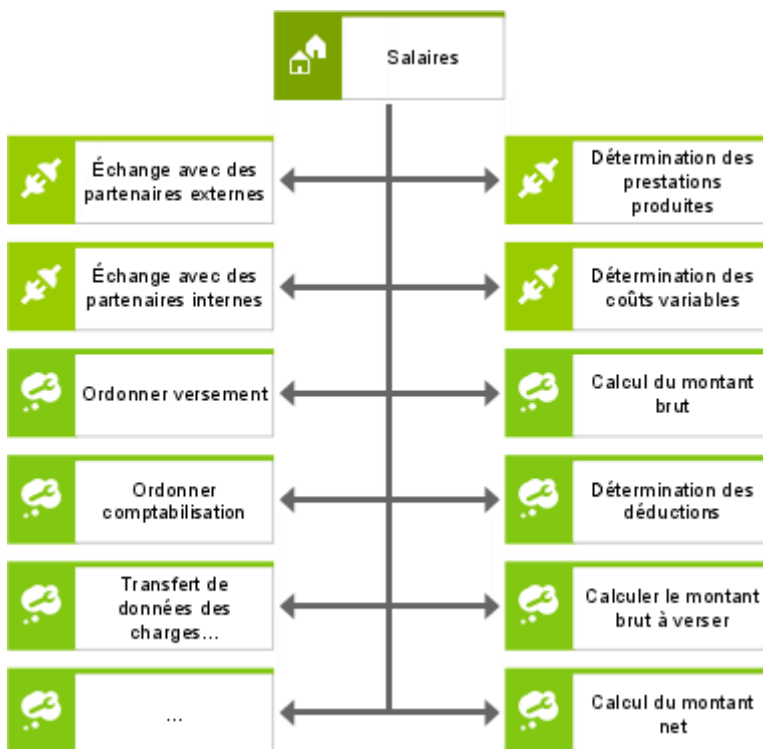 Salaires
Échange avec des
partenaires externes
Détermination des
prestations
produites
Échange avec des
partenaires internes
Détermination des
coûts variables
Ordonner versement
Calcul du montant
brut
Ordonner
comptabilisation
Détermination des
déductions
Transfert de
données des
charges...
Calculer le montant
brut à verser
...
Calcul du montant
net